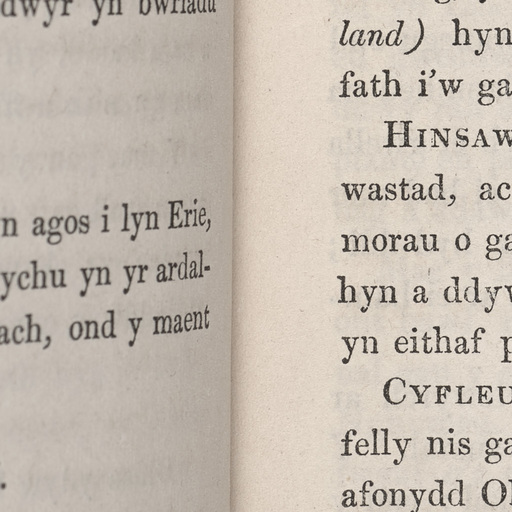 dwyr yn bwriadu
n agos i lyn Erie,
ychu yn yr ardal-
ach, ond y maent
land) hyn
fath i'w ga
HINSAW
wastad, ac
morau o ga
hyn a ddyw
yn eithaf p
CYFLEU
felly nis ga
afonydd Oh